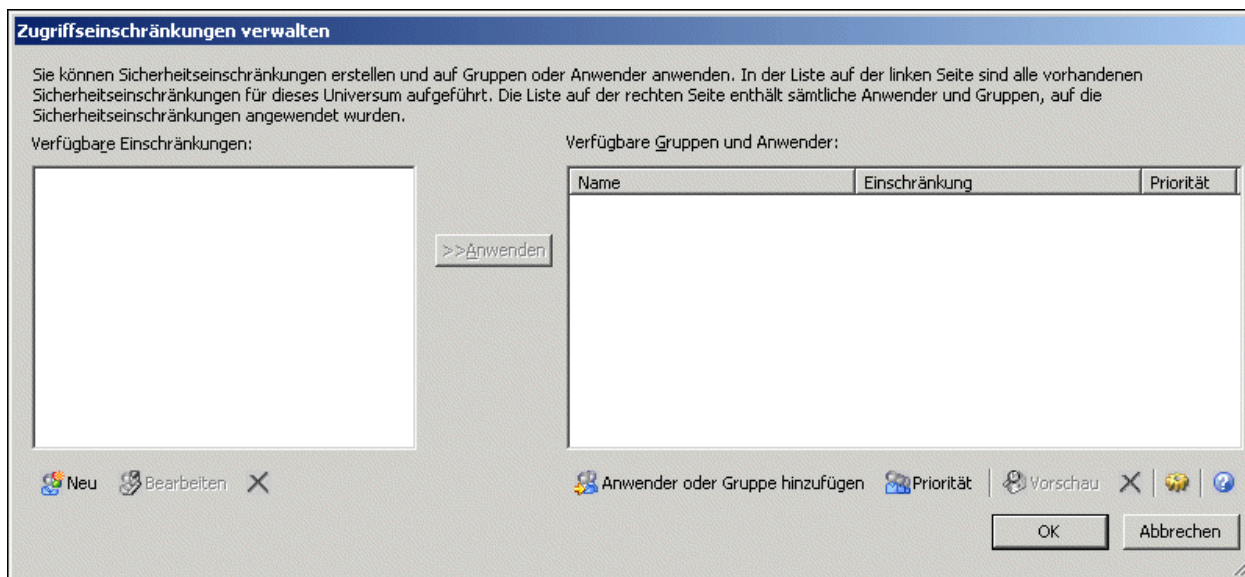 Zugriffseinschränkungen verwalten
Sie können Sicherheitseinschränkungen erstellen und auf Gruppen oder Anwender anwenden. In der Liste auf der linken Seite sind alle vorhandenen
Sicherheitseinschränkungen für dieses Universum aufgeführt. Die Liste auf der rechten Seite enthält sämtliche Anwender und Gruppen, auf die
Sicherheitseinschränkungen angewendet wurden.
Verfügbare Einschränkungen:
Verfügbare Gruppen und Anwender:
Name Einschränkung Priorität
>>Anwenden
Neu Bearbeiten
Anwender oder Gruppe hinzufügen Priorität Vorschau
OK Abbrechen